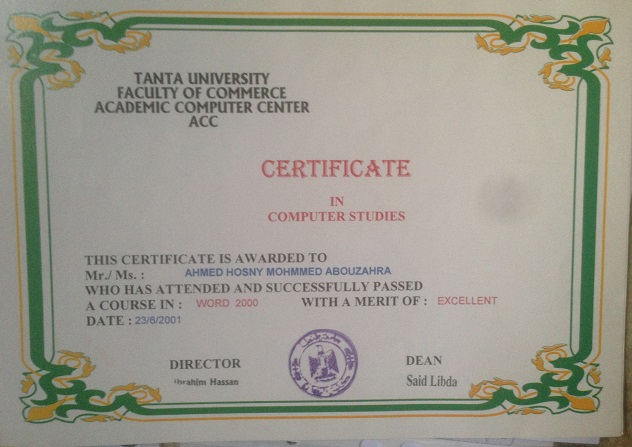 TANTA UNIVERSITY
FACULTY OF COMMERCE
ACADEMIC COMPUTER CENTER
ACC
CERTIFICATE
IN
COMPUTER STUDIES
THIS CERTIFICATE IS AWARDED TO
Mr./ Ms. : AHMED HOSNY MOHMMED ABOUZAHRA
WHO HAS ATTENDED AND SUCCESSFULLY PASSED
A COURSE IN : WORD 2000 WITH A MERIT OF : EXCELLENT
DATE : 23/6/2001
DIRECTOR DEAN
Ibrahim Hassan Said Libda